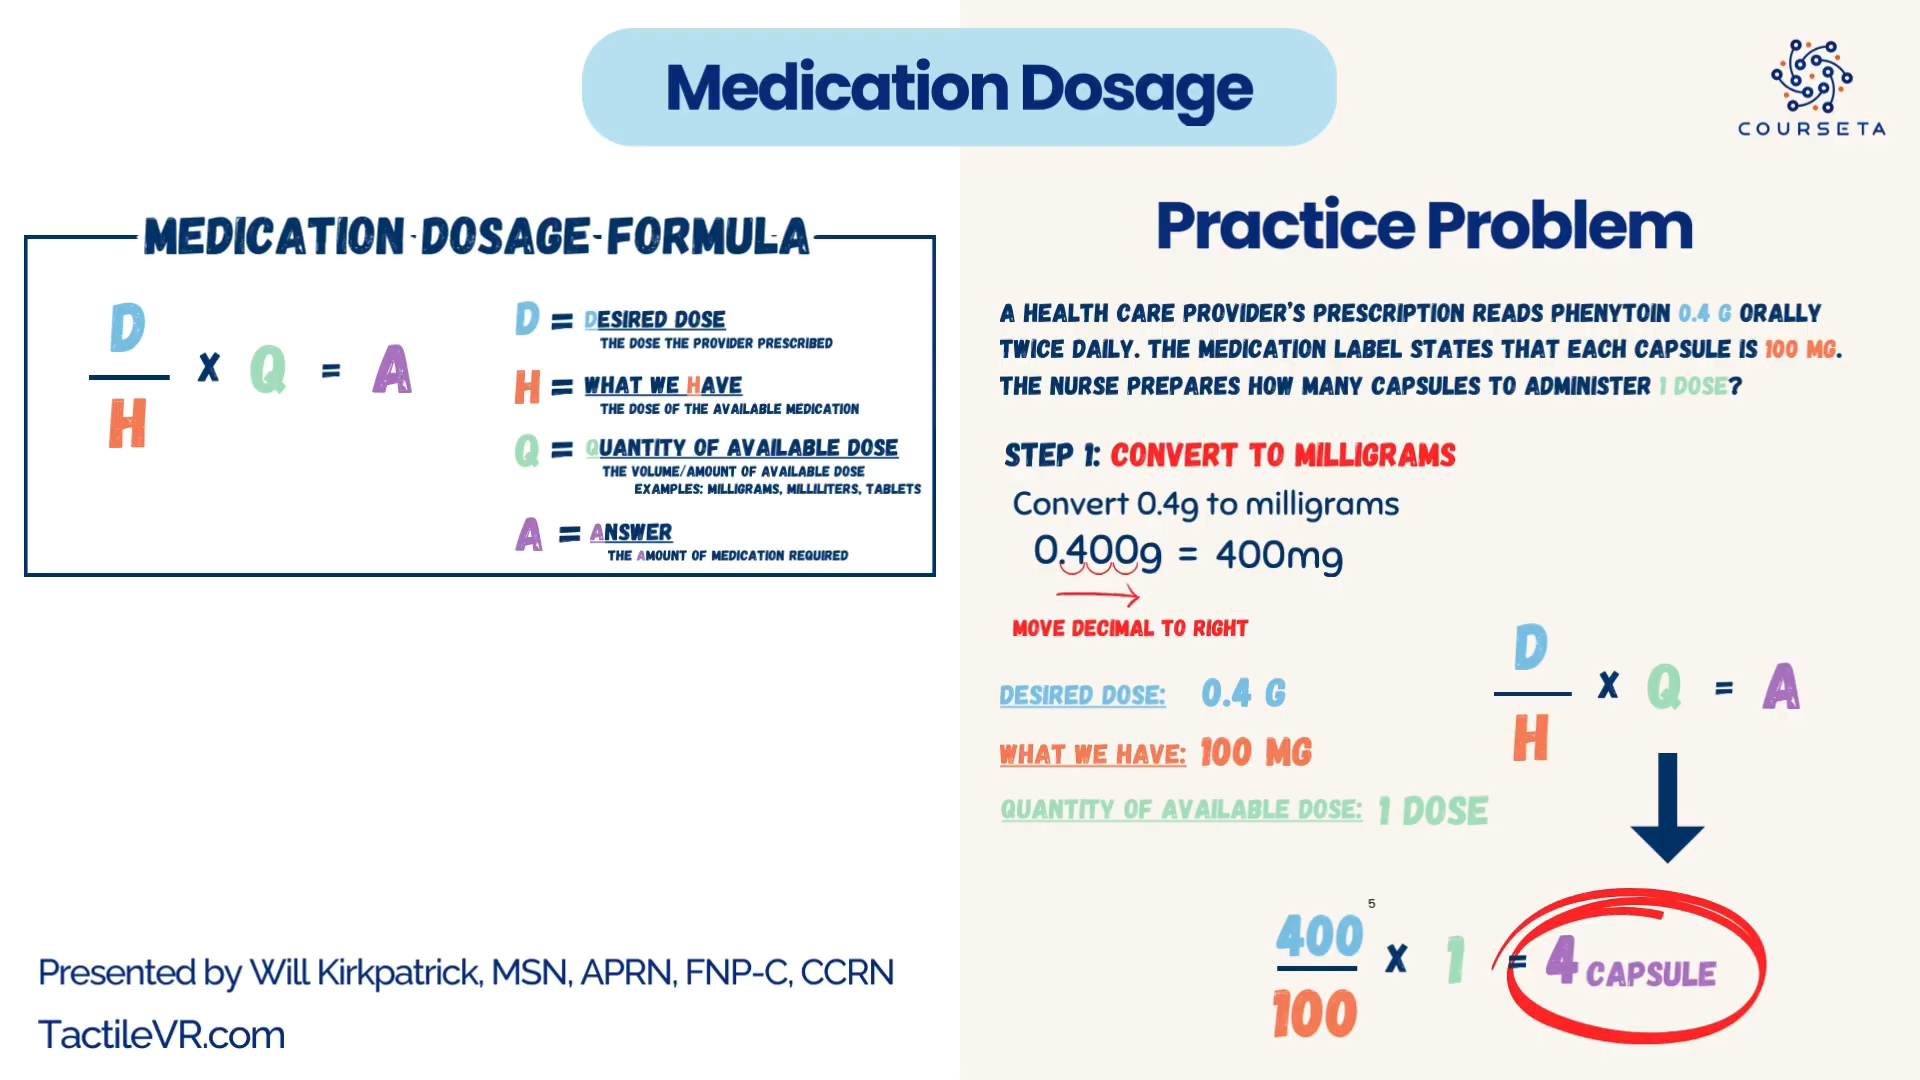 Medication Dosage
COURSETA
MEDICATION DOSAGE FORMULA
D
H
X Q = A
D = DESIRED DOSE
THE DOSE THE PROVIDER PRESCRIBED
H = WHAT WE HAVE
THE DOSE OF THE AVAILABLE MEDICATION
Q = QUANTITY OF AVAILABLE DOSE
THE VOLUME/AMOUNT OF AVAILABLE DOSE
EXAMPLES: MILLIGRAMS, MILLILITERS, TABLETS
A = ANSWER
THE AMOUNT OF MEDICATION REQUIRED
Presented by Will Kirkpatrick, MSN, APRN, FNP-C, CCRN
TactileVR.com
Practice Problem
A HEALTH CARE PROVIDER'S PRESCRIPTION READS PHENYTOIN 0.4 G ORALLY
TWICE DAILY. THE MEDICATION LABEL STATES THAT EACH CAPSULE IS 100 MG.
THE NURSE PREPARES HOW MANY CAPSULES TO ADMINISTER 1 DOSE?
STEP 1: CONVERT TO MILLIGRAMS
Convert 0.4g to milligrams
0.400g = 400mg
MOVE DECIMAL TO RIGHT
DESIRED DOSE: 0.4 G
WHAT WE HAVE: 100 MG
QUANTITY OF AVAILABLE DOSE: 1 DOSE
D
H
X Q = A
5
400
100
X 1 = 4 CAPSULE